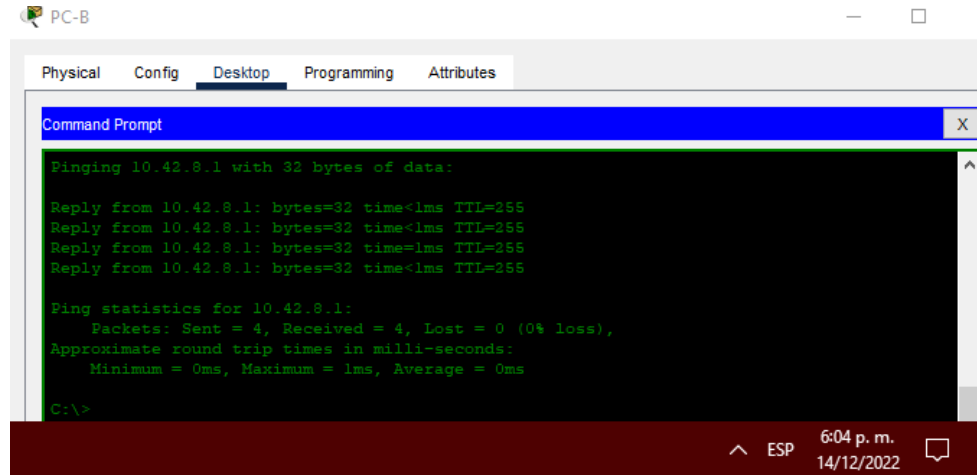 PC-B
Physical Config Desktop Programming Attributes
Command Prompt X
Pinging 10.42.8.1 with 32 bytes of data:
Reply from 10.42.8.1: bytes=32 time<1ms TTL=255
Reply from 10.42.8.1: bytes=32 time<1ms TTL=255
Reply from 10.42.8.1: bytes=32 time=1ms TTL=255
Reply from 10.42.8.1: bytes=32 time<1ms TTL=255
Ping statistics for 10.42.8.1:
Packets: Sent = 4, Received = 4, Lost = 0 (0% loss),
Approximate round trip times in milli-seconds:
Minimum = 0ms, Maximum = 1ms, Average = 0ms
C:\>
ESP
6:04 p. m.
14/12/2022